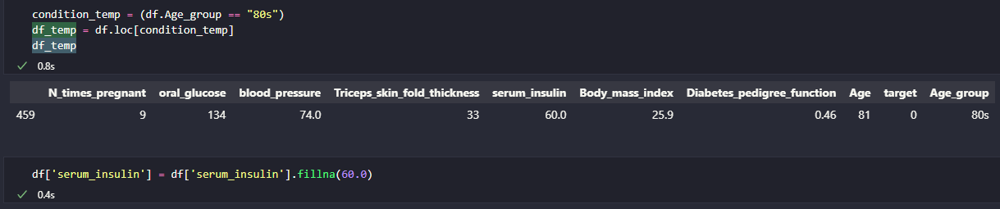 condition_temp = (df.Age_group == "80s")
df_temp = df.loc[condition_temp]
df_temp
0.8s
N_times_pregnant oral_glucose blood_pressure Triceps_skin_fold_thickness serum_insulin Body_mass_index Diabetes_pedigree_function Age target Age_group
459 9 134 74.0 33 60.0 25.9 0.46 81 0 80s
df['serum_insulin'] = df['serum_insulin'].fillna(60.0)
0.4s